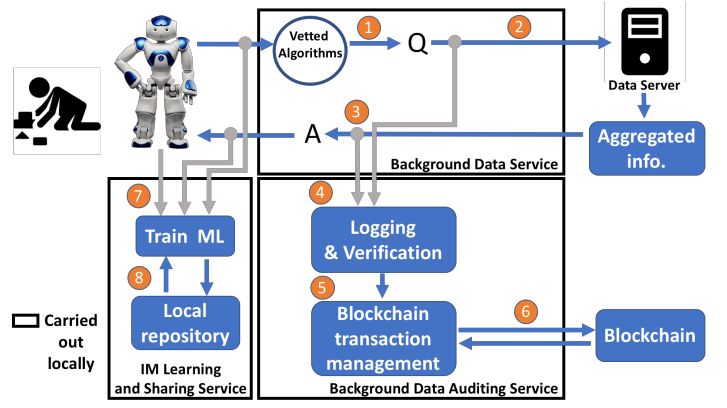 Vetted
Algorithms
1
Q
2
Data Server
3
A
Aggregated
info.
Background Data Service
7
4
Train ML
Logging
& Verification
8
5
Local
repository
Blockchain
transaction
management
6
Blockchain
Carried
out
locally
IM Learning
and Sharing Service
Background Data Auditing Service